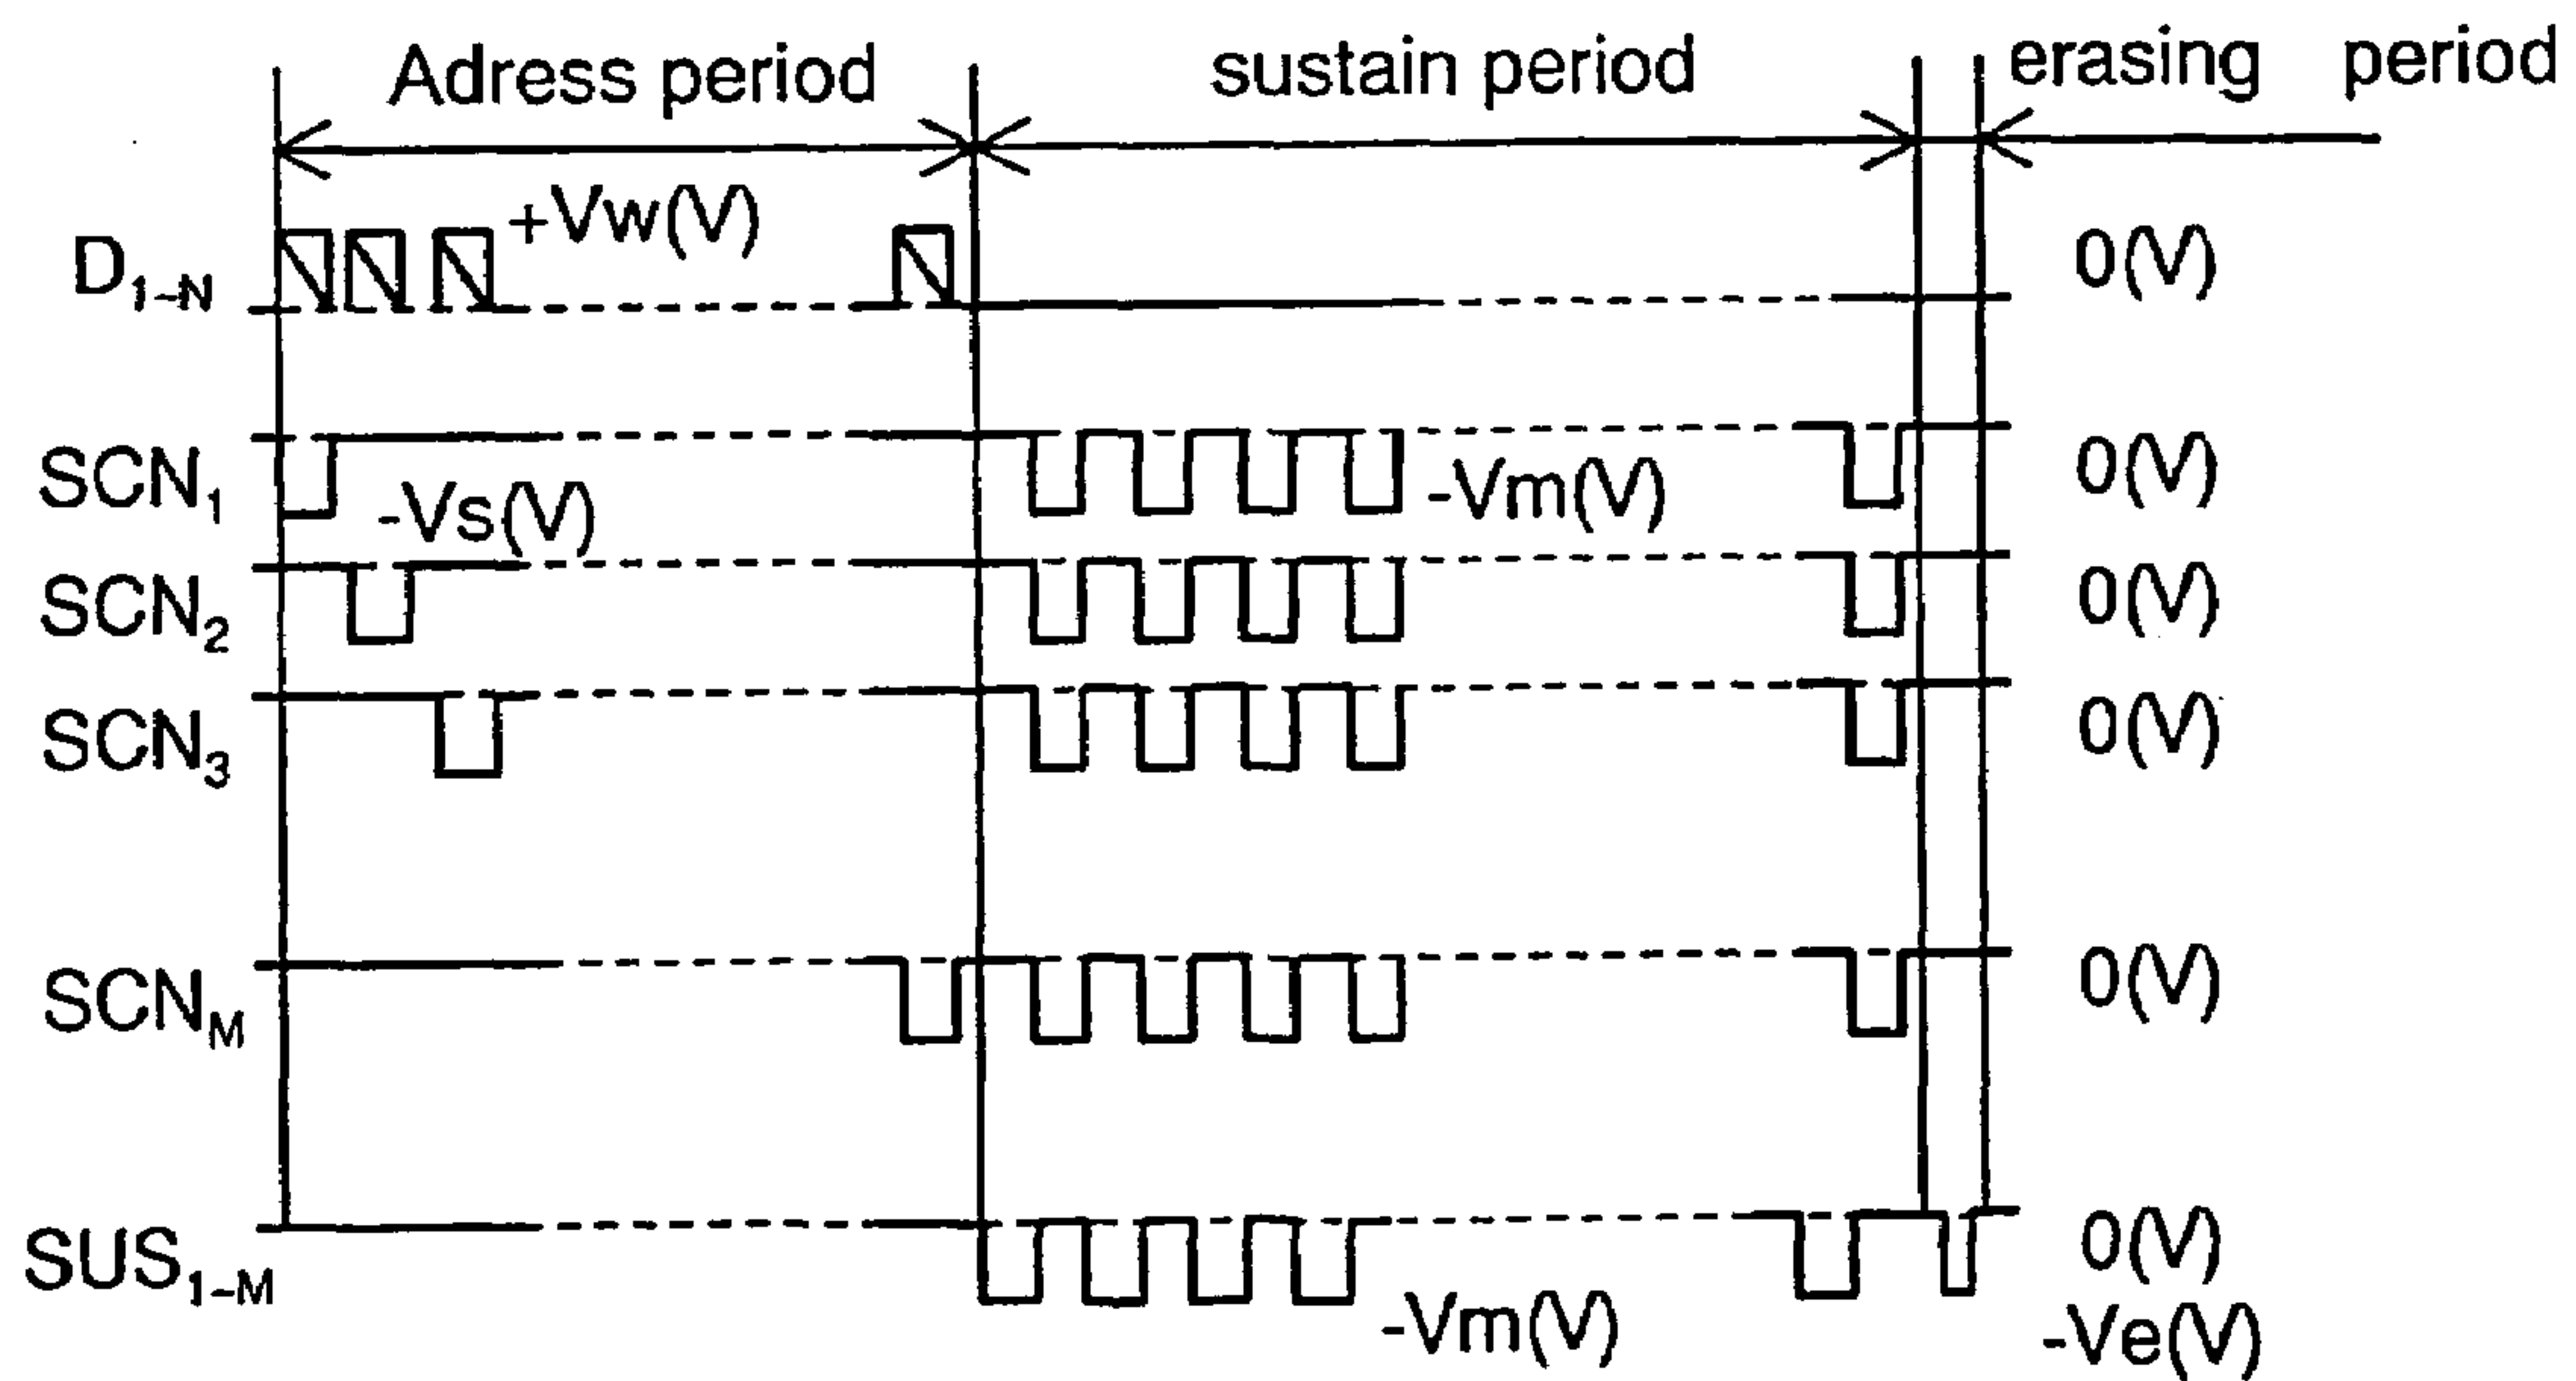 Adress period sustain period erasing period
D1-N +Vw(V) 0(V)
SCN1 -Vs(V) -Vm(V) 0(V)
SCN2 0(V)
SCN3 0(V)
SCNM 0(V)
SUS1-M -Vm(V) 0(V)
-Ve(V)